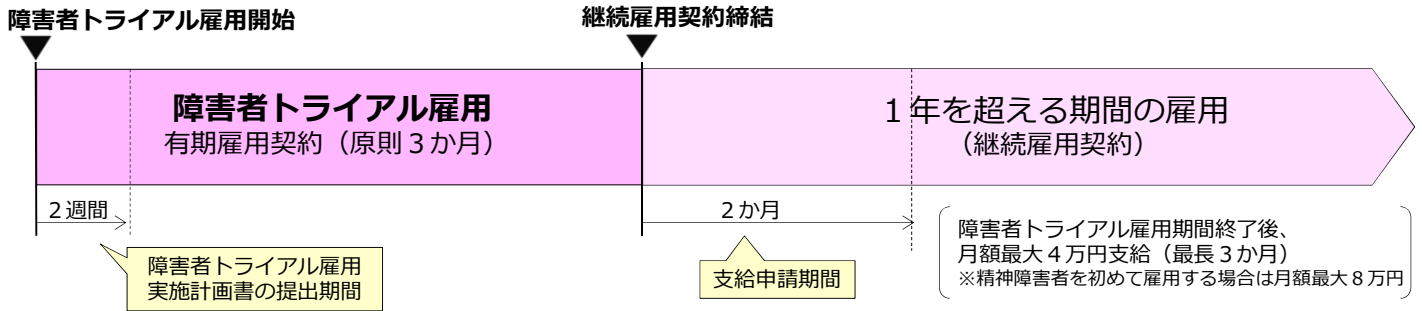 障害者トライアル雇用開始
継続雇用契約締結
障害者トライアル雇用
有期雇用契約（原則３か月）
１年を超える期間の雇用
（継続雇用契約）
２週間
２か月
障害者トライアル雇用
実施計画書の提出期間
支給申請期間
障害者トライアル雇用期間終了後、
月額最大４万円支給（最長３か月）
※精神障害者を初めて雇用する場合は月額最大８万円